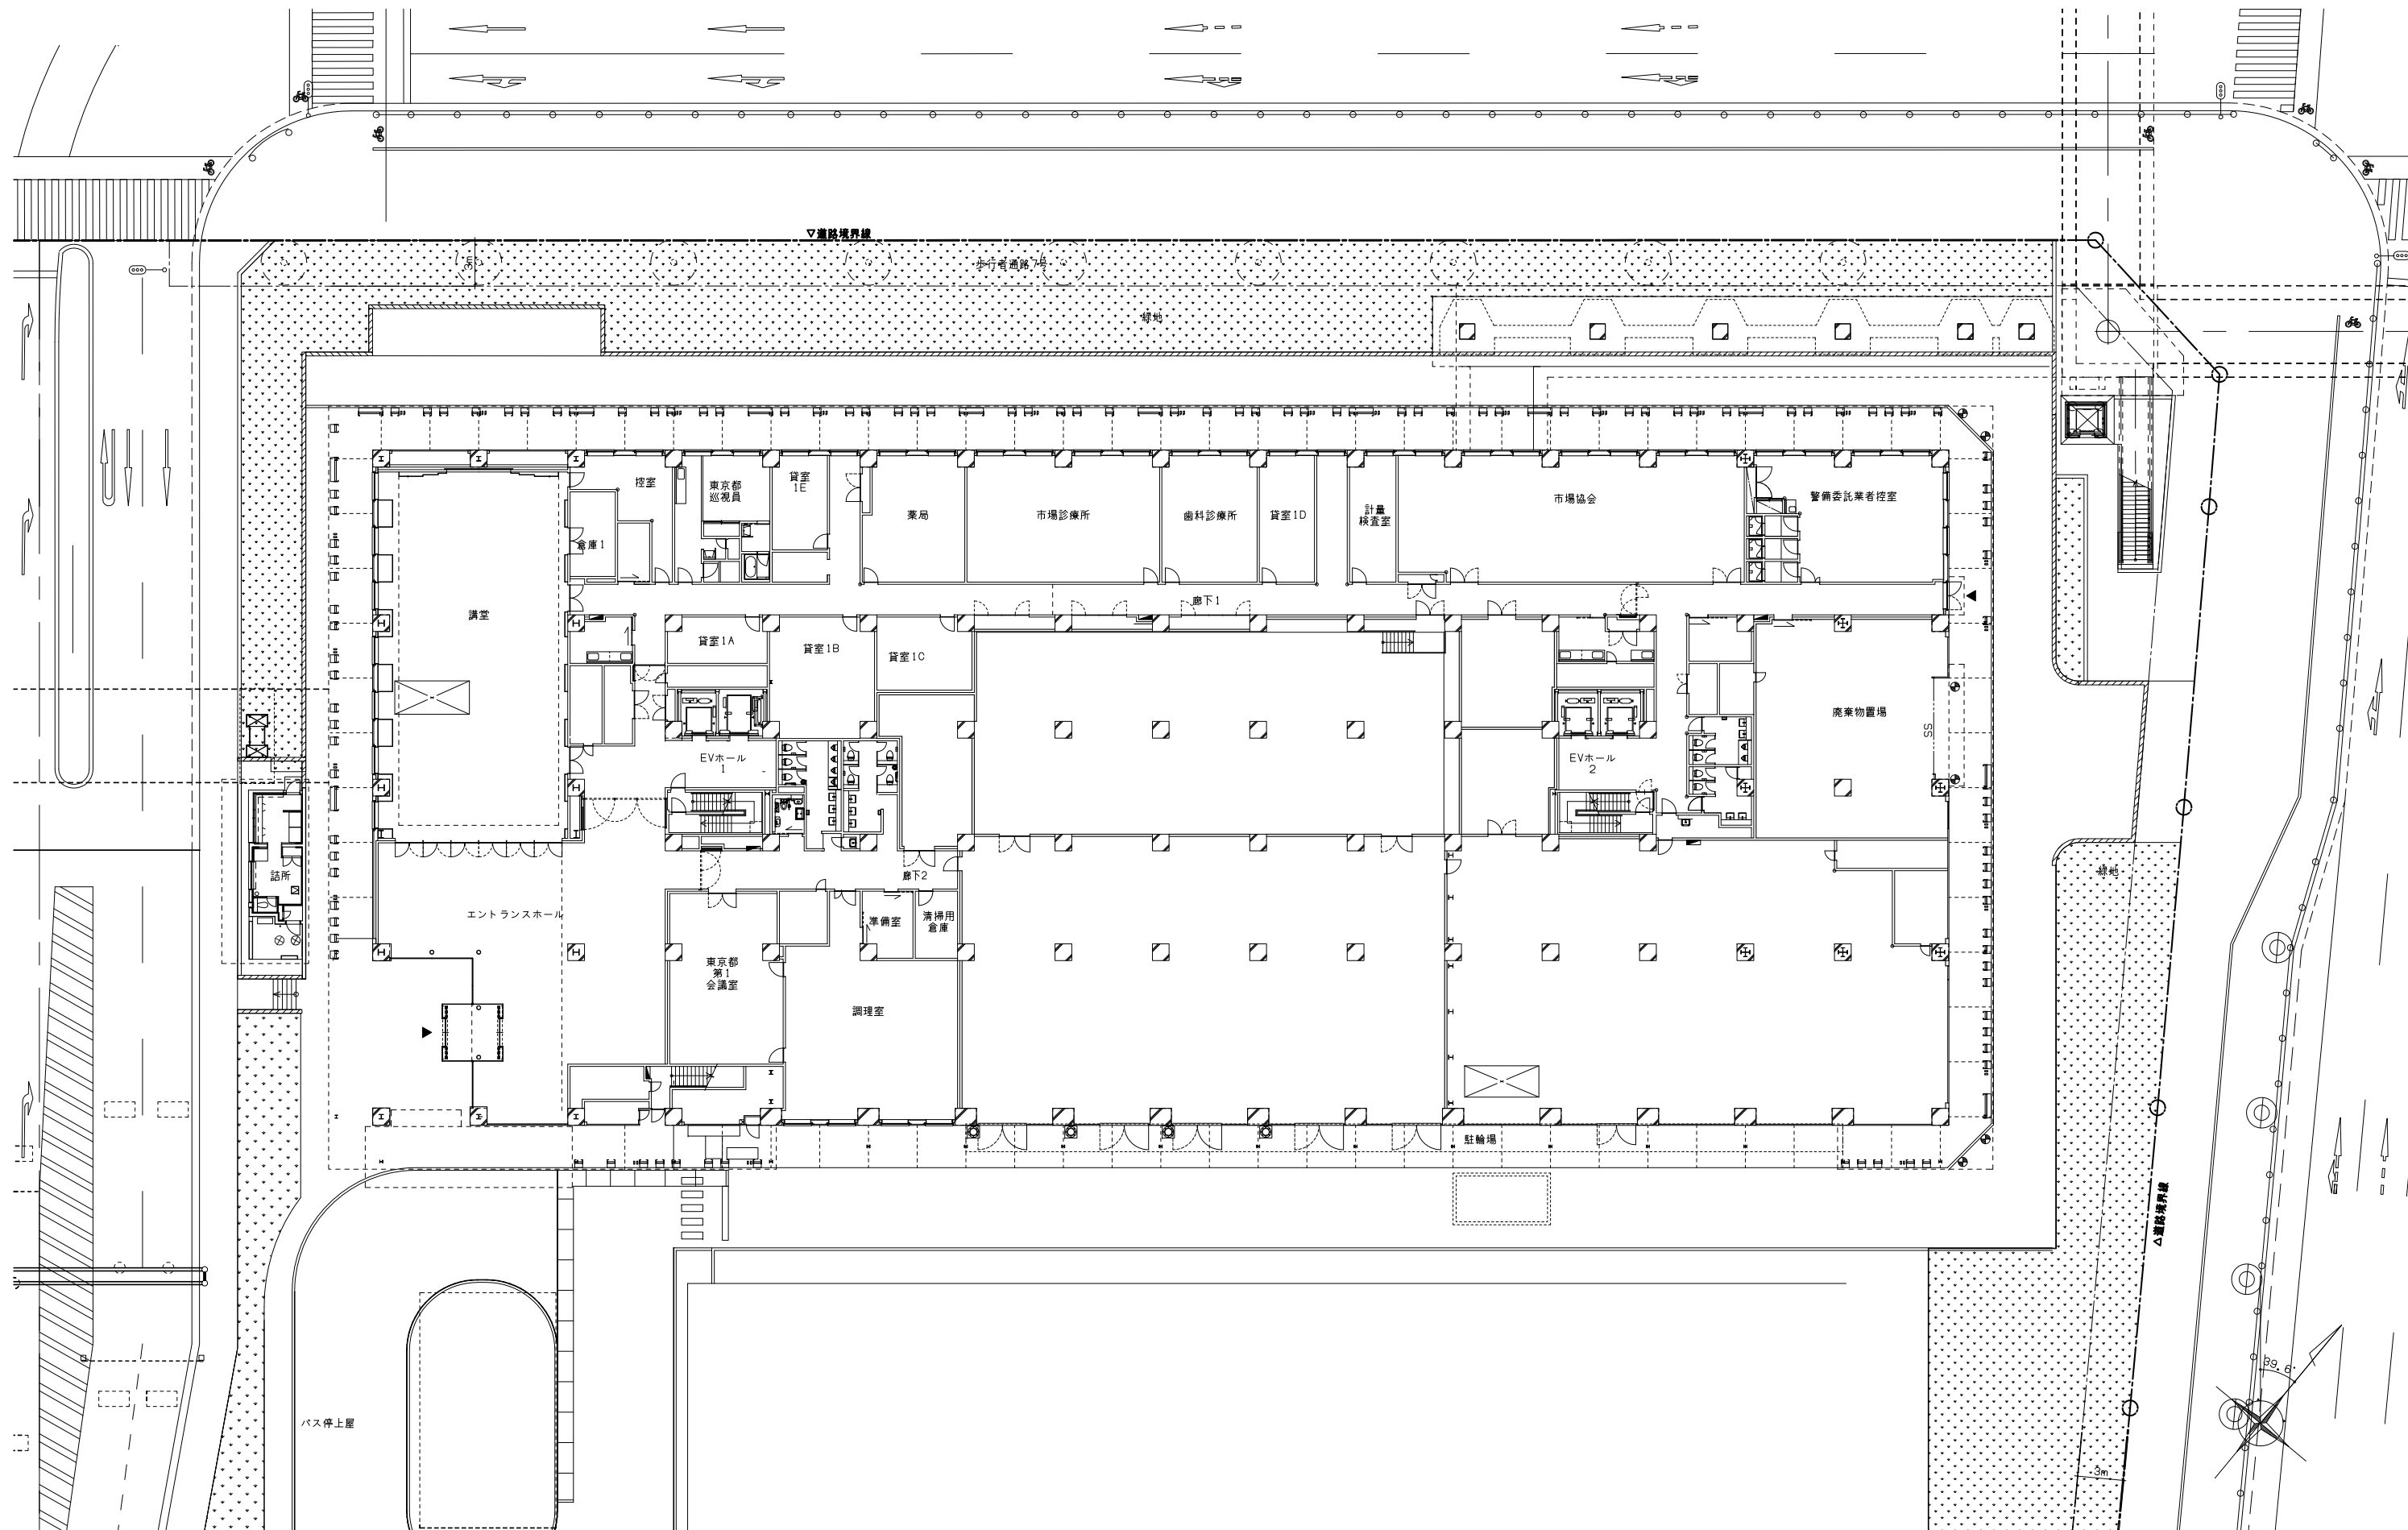 ▽道路境界線
3m
歩行者通路7号
緑地
控室
東京都
巡視員
貸室
1E
薬局
市場診療所
歯科診療所
貸室1D
計量
検査室
市場協会
警備委託業者控室
倉庫1
講堂
廊下1
貸室1A
貸室1B
貸室1C
廃棄物置場
SS
EVホール
1
EVホール
2
詰所
廊下2
緑地
エントランスホール
準備室
清掃用
倉庫
東京都
第1
会議室
調理室
駐輪場
△道路境界線
39.6°
バス停上屋
3m